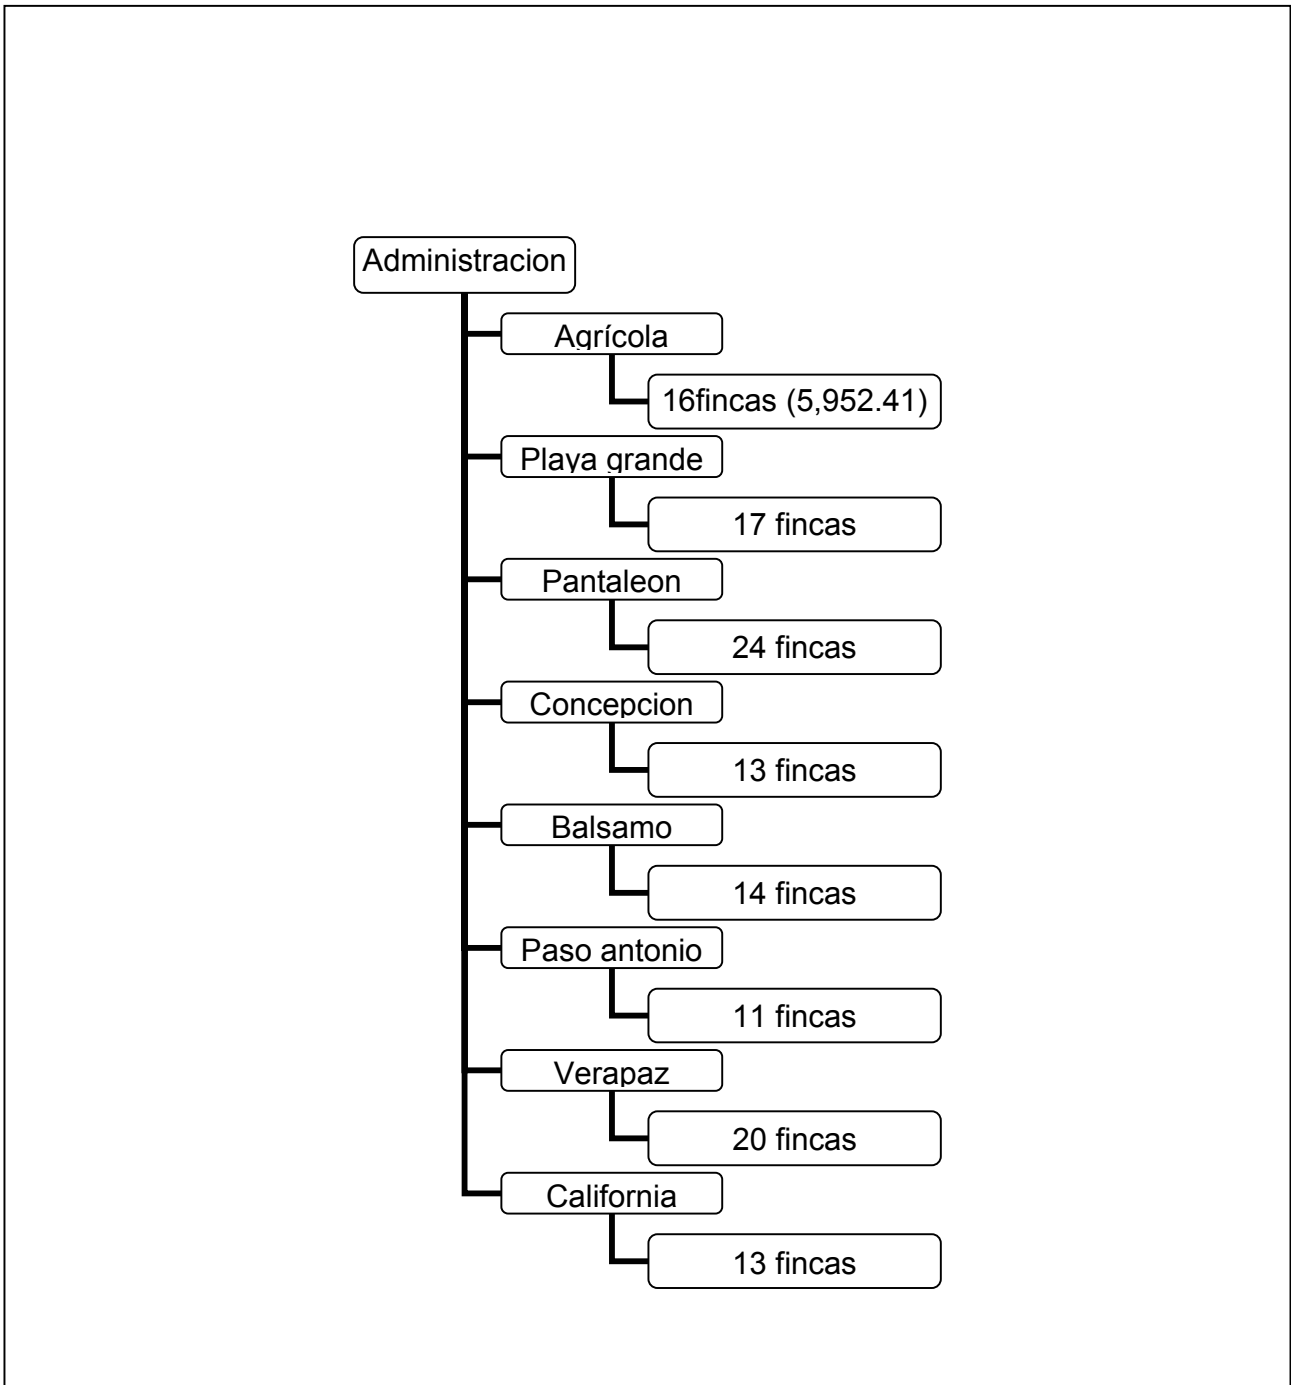 Administracion
Agrícola
16fincas (5,952.41)
Playa grande
17 fincas
Pantaleon
24 fincas
Concepcion
13 fincas
Balsamo
14 fincas
Paso antonio
11 fincas
Verapaz
20 fincas
California
13 fincas